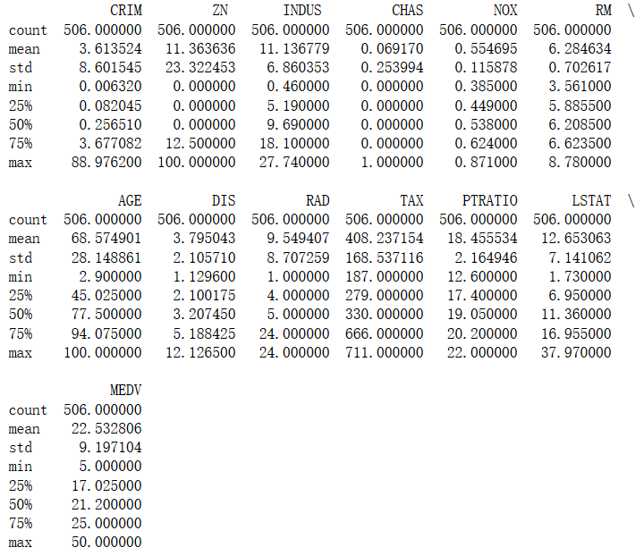 CRIM ZN INDUS CHAS NOX RM \
count 506.000000 506.000000 506.000000 506.000000 506.000000 506.000000
mean 3.613524 11.363636 11.136779 0.069170 0.554695 6.284634
std 8.601545 23.322453 6.860353 0.253994 0.115878 0.702617
min 0.006320 0.000000 0.460000 0.000000 0.385000 3.561000
25% 0.082045 0.000000 5.190000 0.000000 0.449000 5.885500
50% 0.256510 0.000000 9.690000 0.000000 0.538000 6.208500
75% 3.677082 12.500000 18.100000 0.000000 0.624000 6.623500
max 88.976200 100.000000 27.740000 1.000000 0.871000 8.780000
AGE DIS RAD TAX PTRATIO LSTAT \
count 506.000000 506.000000 506.000000 506.000000 506.000000 506.000000
mean 68.574901 3.795043 9.549407 408.237154 18.455534 12.653063
std 28.148861 2.105710 8.707259 168.537116 2.164946 7.141062
min 2.900000 1.129600 1.000000 187.000000 12.600000 1.730000
25% 45.025000 2.100175 4.000000 279.000000 17.400000 6.950000
50% 77.500000 3.207450 5.000000 330.000000 19.050000 11.360000
75% 94.075000 5.188425 24.000000 666.000000 20.200000 16.955000
max 100.000000 12.126500 24.000000 711.000000 22.000000 37.970000
MEDV
count 506.000000
mean 22.532806
std 9.197104
min 5.000000
25% 17.025000
50% 21.200000
75% 25.000000
max 50.000000